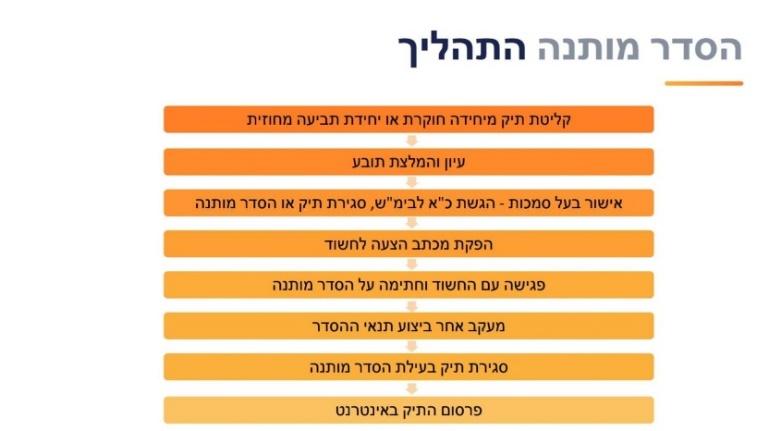 הסדר מותנה התהליך
קליטת תיק מיחידה חוקרת או יחידת תביעה מחוזית
עיון והמלצת תובע
אישור בעל סמכות - הגשת כ"א לבימ"ש, סגירת תיק או הסדר מותנה
הפקת מכתב הצעה לחשוד
פגישה עם החשוד וחתימה על הסדר מותנה
מעקב אחר ביצוע תנאי ההסדר
סגירת תיק בעילת הסדר מותנה
פרסום התיק באינטרנט